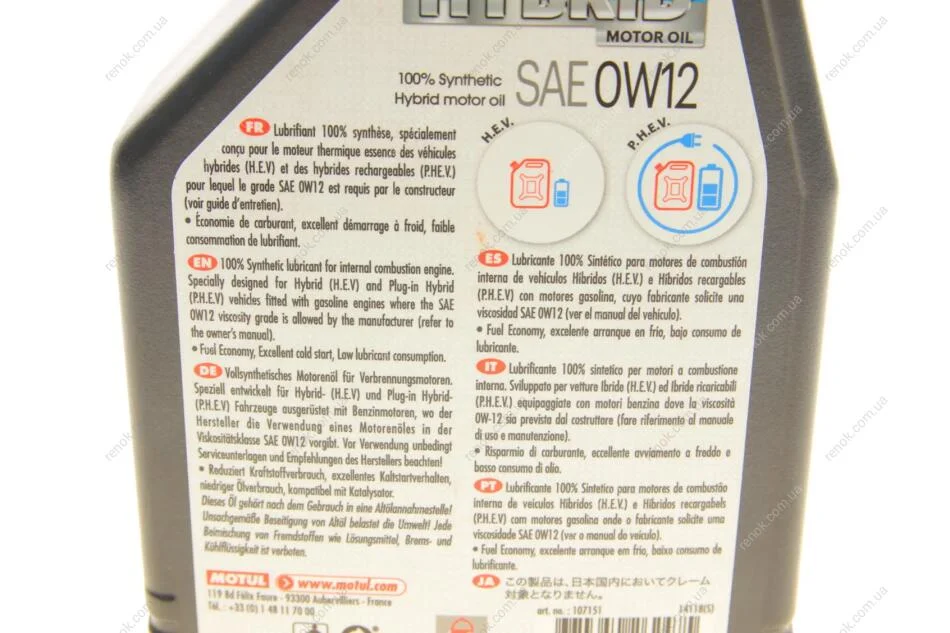 HYBRID
MOTOR OIL
100% Synthetic
Hybrid motor oil
SAE 0W12
H.E.V.
P.H.E.V.
FR Lubrifiant 100% synthèse, spécialement
conçu pour le moteur thermique essence des véhicules
hybrides (H.E.V) et des hybrides rechargeables (P.HE.V.)
pour lequel le grade SAE 0W12 est requis par le constructeur
(voir guide d'entretien).
• Économie de carburant, excellent démarrage à froid, faible
consommation de lubrifiant.
EN 100% Synthetic lubricant for internal combustion engine.
Specially designed for Hybrid (H.E.V) and Plug-in Hybrid
(P.H.E.V) vehicles fitted with gasoline engines where the SAE
0W12 viscosity grade is allowed by the manufacturer (refer to
the owner's manual).
• Fuel Economy, Excellent cold start, Low lubricant consumption.
DE Vollsynthetisches Motorenöl für Verbrennungsmotoren.
Speziell entwickelt für Hybrid- (H.E.V) und Plug-in Hybrid-
(P.H.E.V) Fahrzeuge ausgerüstet mit Benzinmotoren, wo der
Hersteller die Verwendung eines Motorenöles in der
Viskositätsklasse SAE 0W12 vorgibt. Vor Verwendung unbedingt
Serviceunterlagen und Empfehlungen des Herstellers beachten!
• Reduziert Kraftstoffverbrauch, exzellentes Kaltstartverhalten,
niedriger Ölverbrauch, kompatibel mit Katalysator.
Dieses Öl gehört nach dem Gebrauch in eine Altölannahmestelle!
Unsachgemäße Beseitigung von Altöl belastet die Umwelt! Jede
Beimischung von Fremdstoffen wie Lösungsmittel, Brems- und
Kühlflüssigkeit ist verboten.
MOTUL www.motul.com
119 Bd Félix Faure - 93300 Aubervilliers - France
Tél. : +33 (0) 1 48 11 70 00
ES Lubricante 100% Sintético para motores de combustión
interna de vehículos Híbridos (H.E.V.) e Híbridos recargables
(P.H.E.V) con motores gasolina, cuyo fabricante solicite una
viscosidad SAE 0W12 (ver el manual del vehículo).
• Fuel Economy, excelente arranque en frío, bajo consumo de
lubricante.
IT Lubrificante 100% sintetico per motori a combustione
interna. Sviluppato per vetture Ibride (H.E.V.) ed Ibride ricaricabili
(P.H.E.V.) equipaggiate con motori benzina dove la viscosità
0W-12 sia prevista dal costruttore (fare riferimento al manuale
di uso e manutenzione).
• Risparmio di carburante, eccellente avviamento a freddo e
basso consumo di olio.
PT Lubrificante 100% Sintetico para motores de combustão
interna de veículos Híbridos (H.E.V.) e Híbridos recargabels
(P.H.E.V) com motores gasolina onde o fabricante solicite uma
viscosidade SAE 0W12 (ver o manual do veículo).
• Fuel Economy, excelente arranque em frio, baixo consumo de
lubrificante.
JA この製品は、日本国内においてクレーム
対象となりません。
art. no. : 107151 14118(S)
renok.com.ua